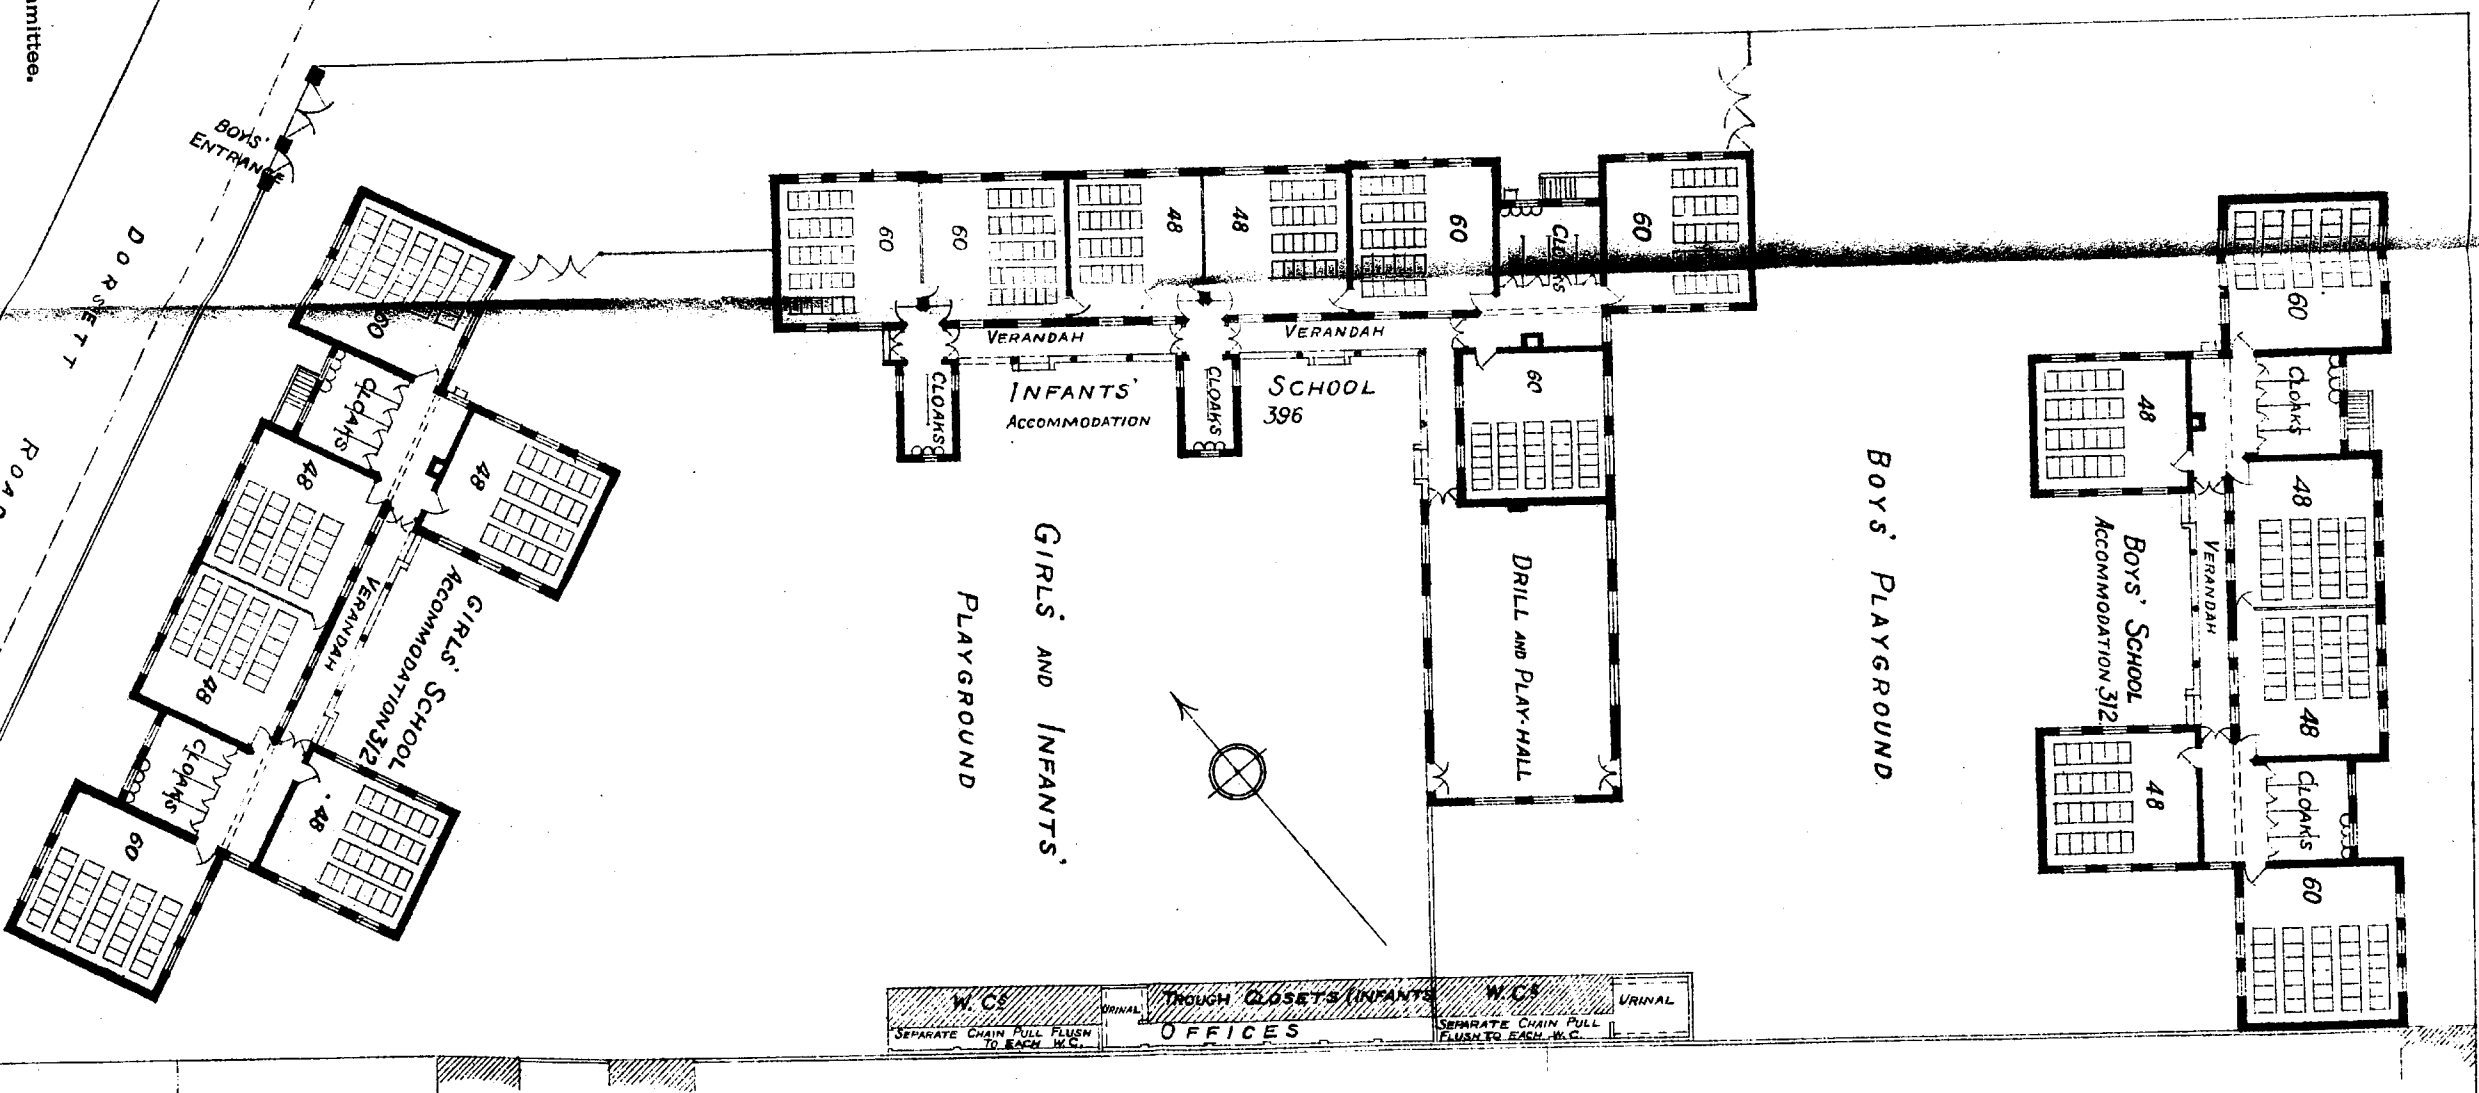 mmittee.
BOYS'
ENTRANCE
DORSETT
ROAD
60
CLOAKS
48
48
48
VERANDAH
GIRLS' SCHOOL
ACCOMMODATION 312
CLOAKS
48
60
60
60
48
48
60
CLOAKS
60
VERANDAH
VERANDAH
CLOAKS
INFANTS'
ACCOMMODATION
CLOAKS
SCHOOL
396
60
DRILL AND PLAY-HALL
GIRLS' AND INFANTS'
PLAYGROUND
BOYS' PLAYGROUND.
60
48
CLOAKS
48
BOYS' SCHOOL
ACCOMMODATION 312
VERANDAH
48
48
CLOAKS
60
W.Cs
SEPARATE CHAIN PULL FLUSH
TO EACH W.C.
URINAL
TROUGH CLOSETS (INFANTS
OFFICES
W.Cs
SEPARATE CHAIN PULL
FLUSH TO EACH W.C.
URINAL